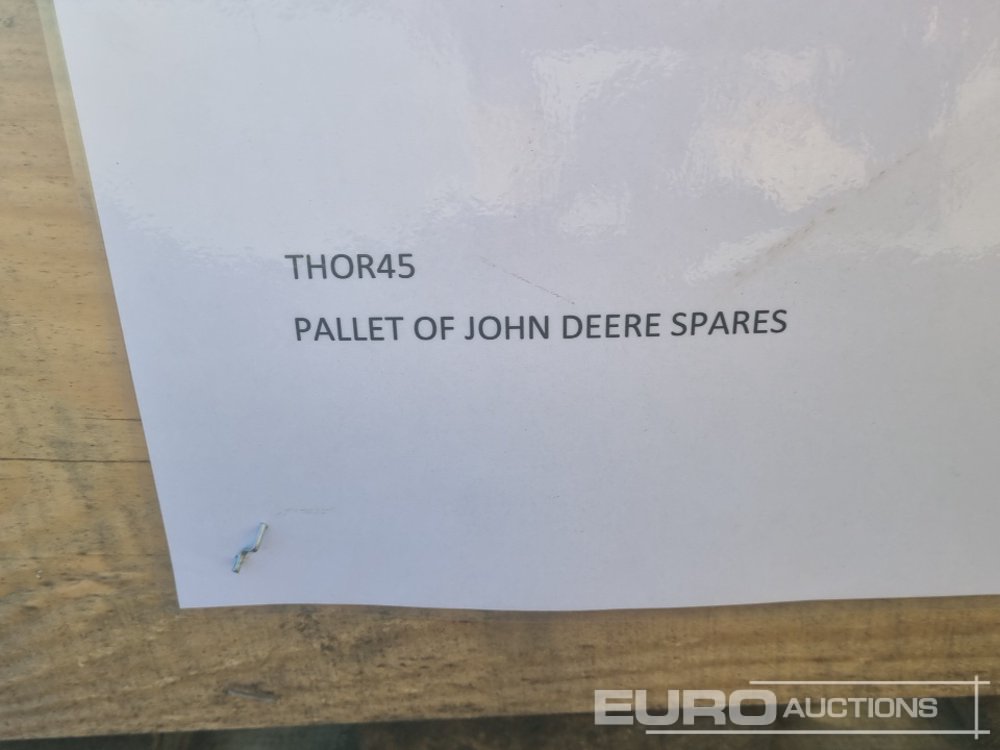 THOR45
PALLET OF JOHN DEERE SPARES
EURO AUCTIONS